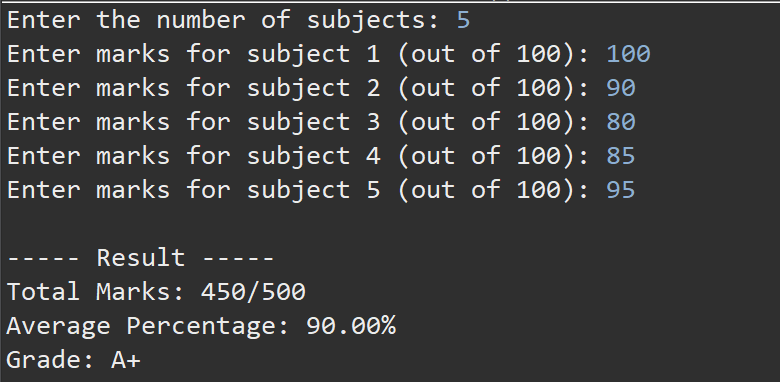 Enter the number of subjects: 5
Enter marks for subject 1 (out of 100): 100
Enter marks for subject 2 (out of 100): 90
Enter marks for subject 3 (out of 100): 80
Enter marks for subject 4 (out of 100): 85
Enter marks for subject 5 (out of 100): 95
----- Result -----
Total Marks: 450/500
Average Percentage: 90.00%
Grade: A+